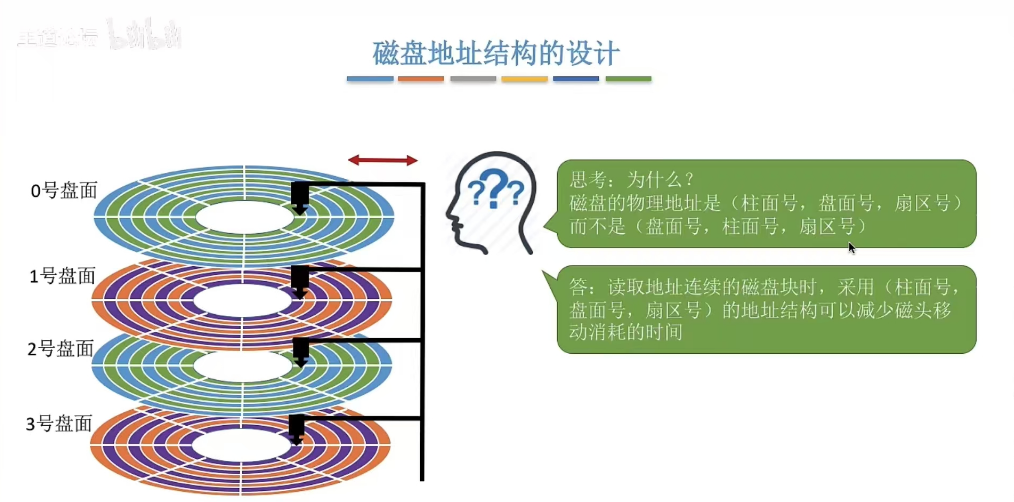 磁盘地址结构的设计
0号盘面
1号盘面
2号盘面
3号盘面
???
思考：为什么？
磁盘的物理地址是（柱面号，盘面号，扇区号）
而不是（盘面号，柱面号，扇区号）
答：读取地址连续的磁盘块时，采用（柱面号，
盘面号，扇区号）的地址结构可以减少磁头移
动消耗的时间